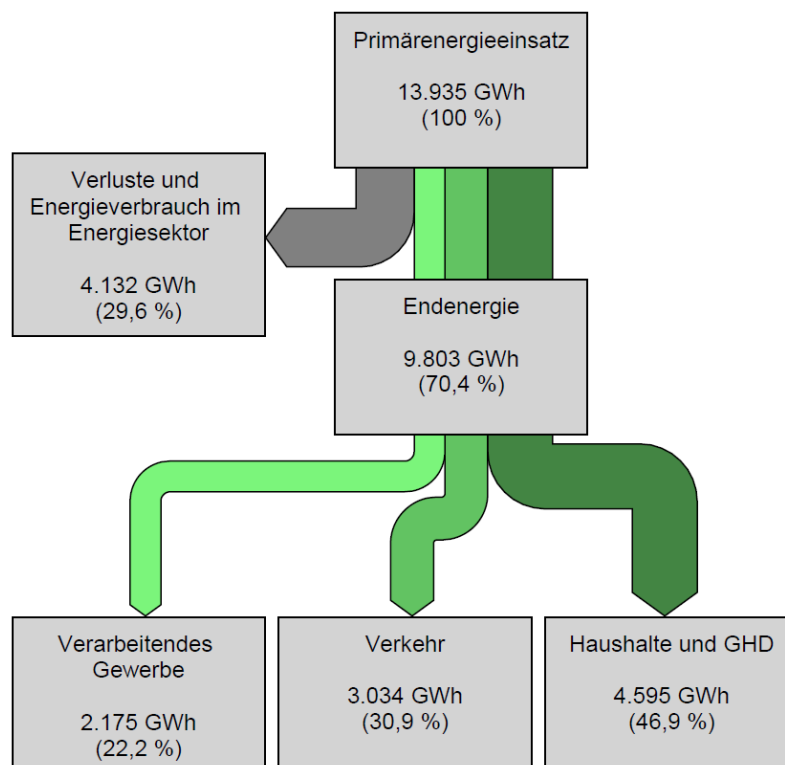 Primärenergieeinsatz
13.935 GWh
(100 %)
Verluste und
Energieverbrauch im
Energiesektor
4.132 GWh
(29,6 %)
Endenergie
9.803 GWh
(70,4 %)
Verarbeitendes
Gewerbe
2.175 GWh
(22,2 %)
Verkehr
3.034 GWh
(30,9 %)
Haushalte und GHD
4.595 GWh
(46,9 %)